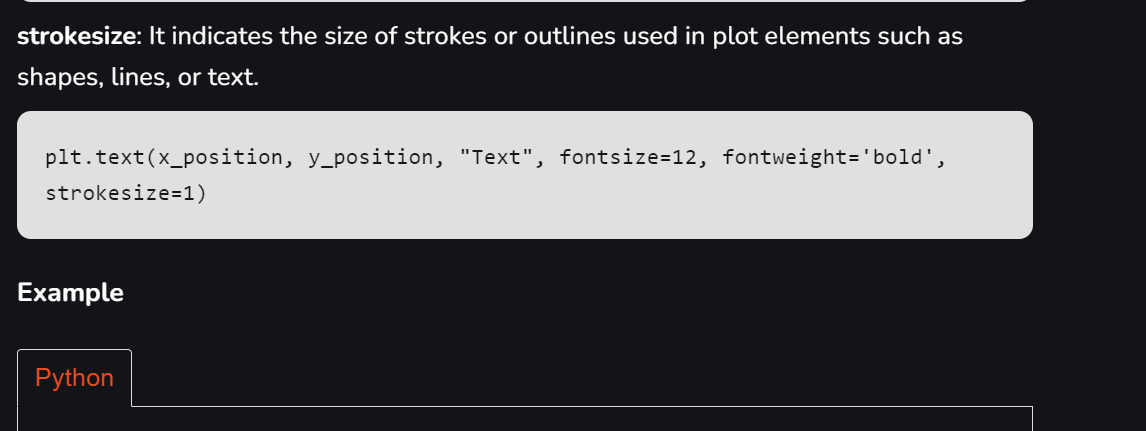 strokesize: It indicates the size of strokes or outlines used in plot elements such as
shapes, lines, or text.
plt.text(x_position, y_position, "Text", fontsize=12, fontweight='bold',
strokesize=1)
Example
Python